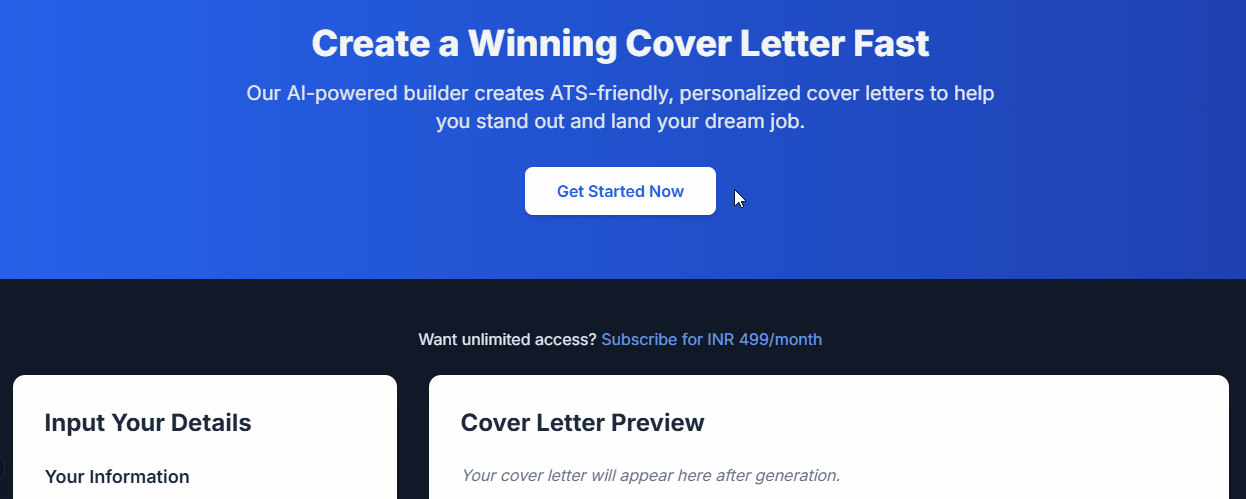 Create a Winning Cover Letter Fast
Our AI-powered builder creates ATS-friendly, personalized cover letters to help
you stand out and land your dream job.
Get Started Now
Want unlimited access? Subscribe for INR 499/month
Input Your Details
Your Information
Cover Letter Preview
Your cover letter will appear here after generation.